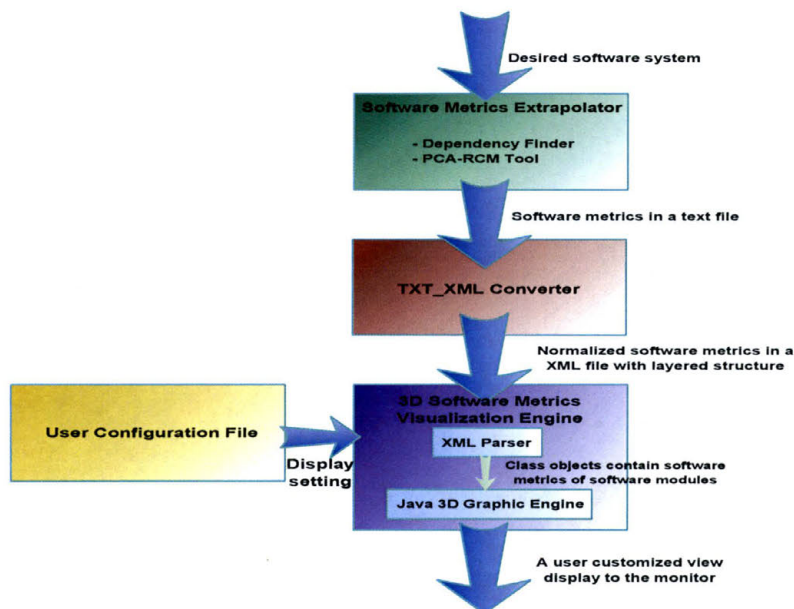 Desired software system
Software Metrics Extrapolator
- Dependency Finder
- PCA-RCM Tool
Software metrics in a text file
TXT_XML Converter
Normalized software metrics in a
XML file with layered structure
3D Software Metrics
Visualization Engine
User Configuration File
Display
setting
XML Parser
Class objects contain software
metrics of software modules
Java 3D Graphic Engine
A user customized view
display to the monitor